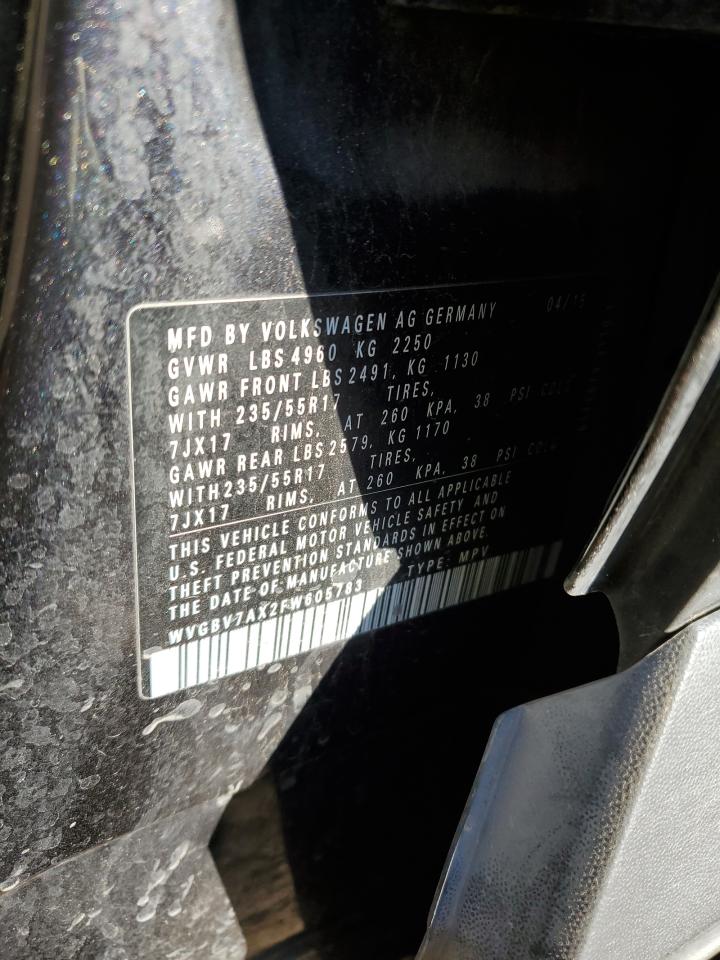 MFD BY VOLKSWAGEN AG GERMANY 04/15
GVWR LBS 4960 KG 2250
GAWR FRONT LBS 2491, KG 1130
WITH 235/55R17 TIRES,
7JX17 RIMS, AT 260 KPA, 38 PSI COLD
GAWR REAR LBS 2579, KG 1170
WITH 235/55R17 TIRES,
7JX17 RIMS, AT 260 KPA, 38 PSI COLD
THIS VEHICLE CONFORMS TO ALL APPLICABLE
U.S. FEDERAL MOTOR VEHICLE SAFETY AND
THEFT PREVENTION STANDARDS IN EFFECT ON
THE DATE OF MANUFACTURE SHOWN ABOVE.
WVGBV7AX2FW605783 TYPE: MPV